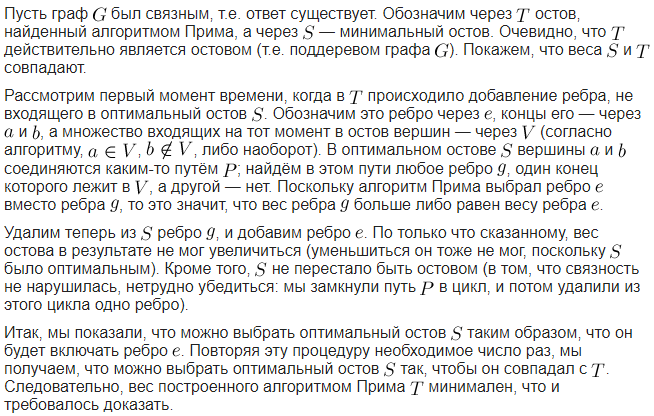 Пусть граф G был связным, т.е. ответ существует. Обозначим через T остов,
найденный алгоритмом Прима, а через S — минимальный остов. Очевидно, что T
действительно является остовом (т.е. поддеревом графа G). Покажем, что веса S и T
совпадают.
Рассмотрим первый момент времени, когда в T происходило добавление ребра, не
входящего в оптимальный остов S. Обозначим это ребро через e, концы его — через
a и b, а множество входящих на тот момент в остов вершин — через V (согласно
алгоритму, a ∈ V, b ∉ V, либо наоборот). В оптимальном остове S вершины a и b
соединяются каким-то путём P; найдём в этом пути любое ребро g, один конец
которого лежит в V, а другой — нет. Поскольку алгоритм Прима выбрал ребро e
вместо ребра g, то это значит, что вес ребра g больше либо равен весу ребра e.
Удалим теперь из S ребро g, и добавим ребро e. По только что сказанному, вес
остова в результате не мог увеличиться (уменьшиться он тоже не мог, поскольку S
было оптимальным). Кроме того, S не перестало быть остовом (в том, что связность
не нарушилась, нетрудно убедиться: мы замкнули путь P в цикл, и потом удалили из
этого цикла одно ребро).
Итак, мы показали, что можно выбрать оптимальный остов S таким образом, что он
будет включать ребро e. Повторяя эту процедуру необходимое число раз, мы
получаем, что можно выбрать оптимальный остов S так, чтобы он совпадал с T.
Следовательно, вес построенного алгоритмом Прима T минимален, что и
требовалось доказать.